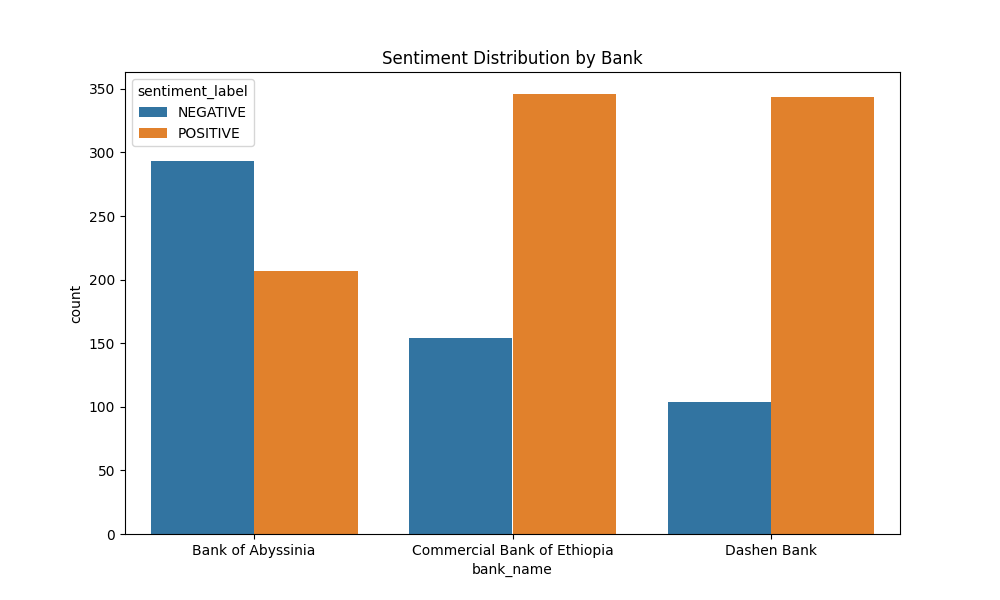 Sentiment Distribution by Bank
sentiment_label
NEGATIVE
POSITIVE
350
300
250
200
150
100
50
0
count
Bank of Abyssinia
Commercial Bank of Ethiopia
Dashen Bank
bank_name